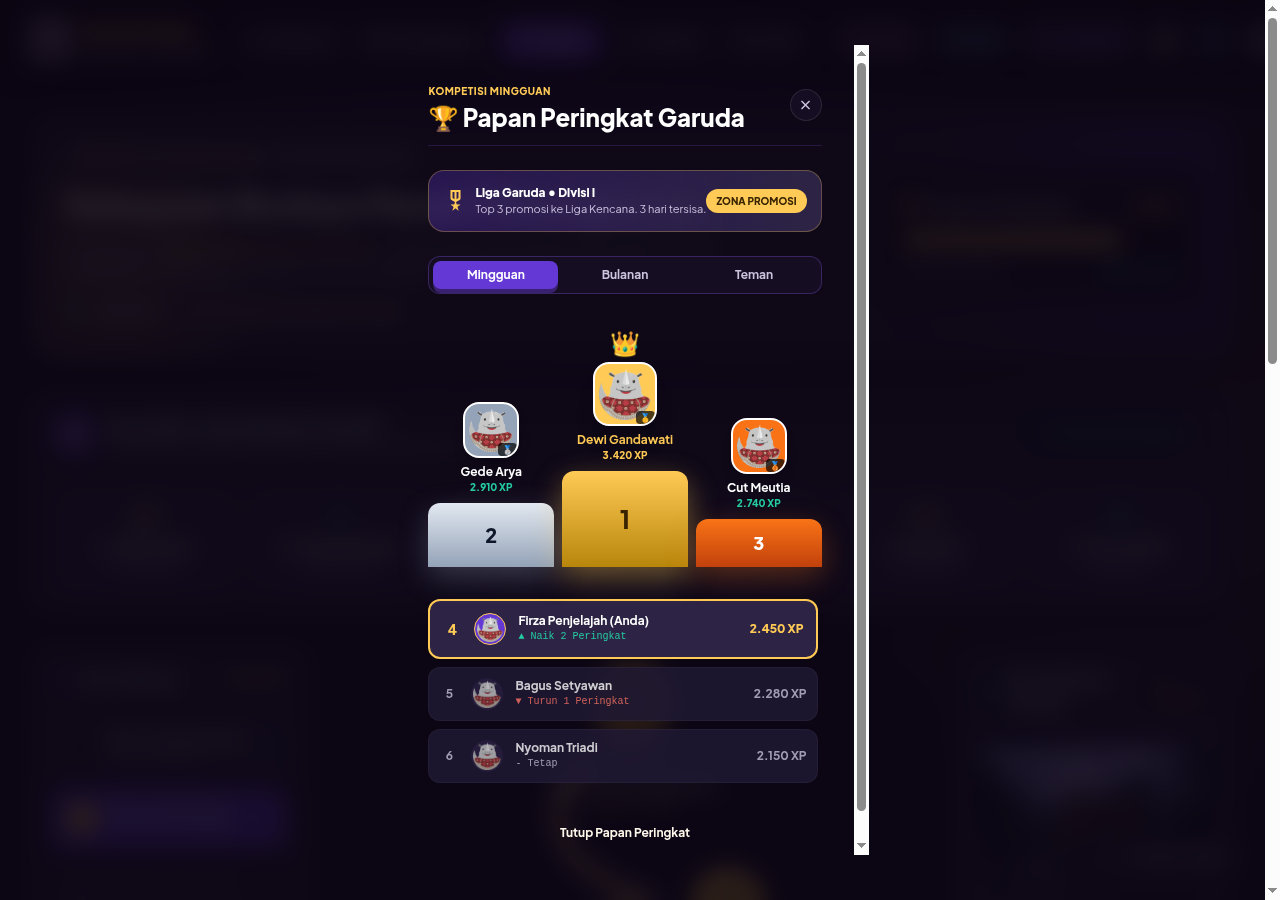 KOMPETISI MINGGUAN
🏆 Papan Peringkat Garuda
Liga Garuda • Divisi I
Top 3 promosi ke Liga Kencana. 3 hari tersisa.
ZONA PROMOSI
Mingguan
Bulanan
Teman
Gede Arya
2.910 XP
2
Dewi Gandawati
3.420 XP
1
Cut Meutia
2.740 XP
3
4
Firza Penjelajah (Anda)
▲ Naik 2 Peringkat
2.450 XP
5
Bagus Setyawan
▼ Turun 1 Peringkat
2.280 XP
6
Nyoman Triadi
- Tetap
2.150 XP
Tutup Papan Peringkat